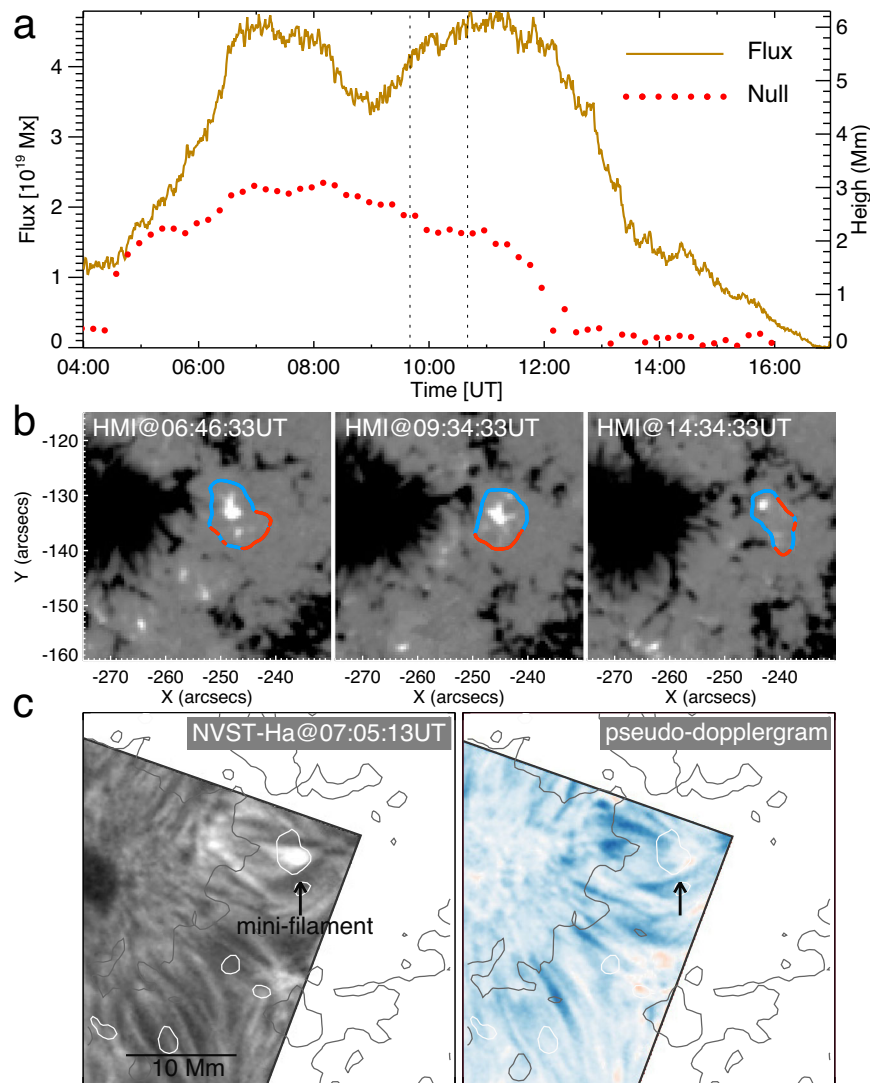 a
Flux
Null
Flux [10^19 Mx]
4
3
2
1
0
6
5
4
3
2
1
0
Heigh (Mm)
04:00 06:00 08:00 10:00 12:00 14:00 16:00
Time [UT]
b
HMI@06:46:33UT HMI@09:34:33UT HMI@14:34:33UT
Y (arcsecs)
-120
-130
-140
-150
-160
-270 -260 -250 -240 -270 -260 -250 -240 -270 -260 -250 -240
X (arcsecs) X (arcsecs) X (arcsecs)
c
NVST-Ha@07:05:13UT pseudo-dopplergram
mini-filament
10 Mm